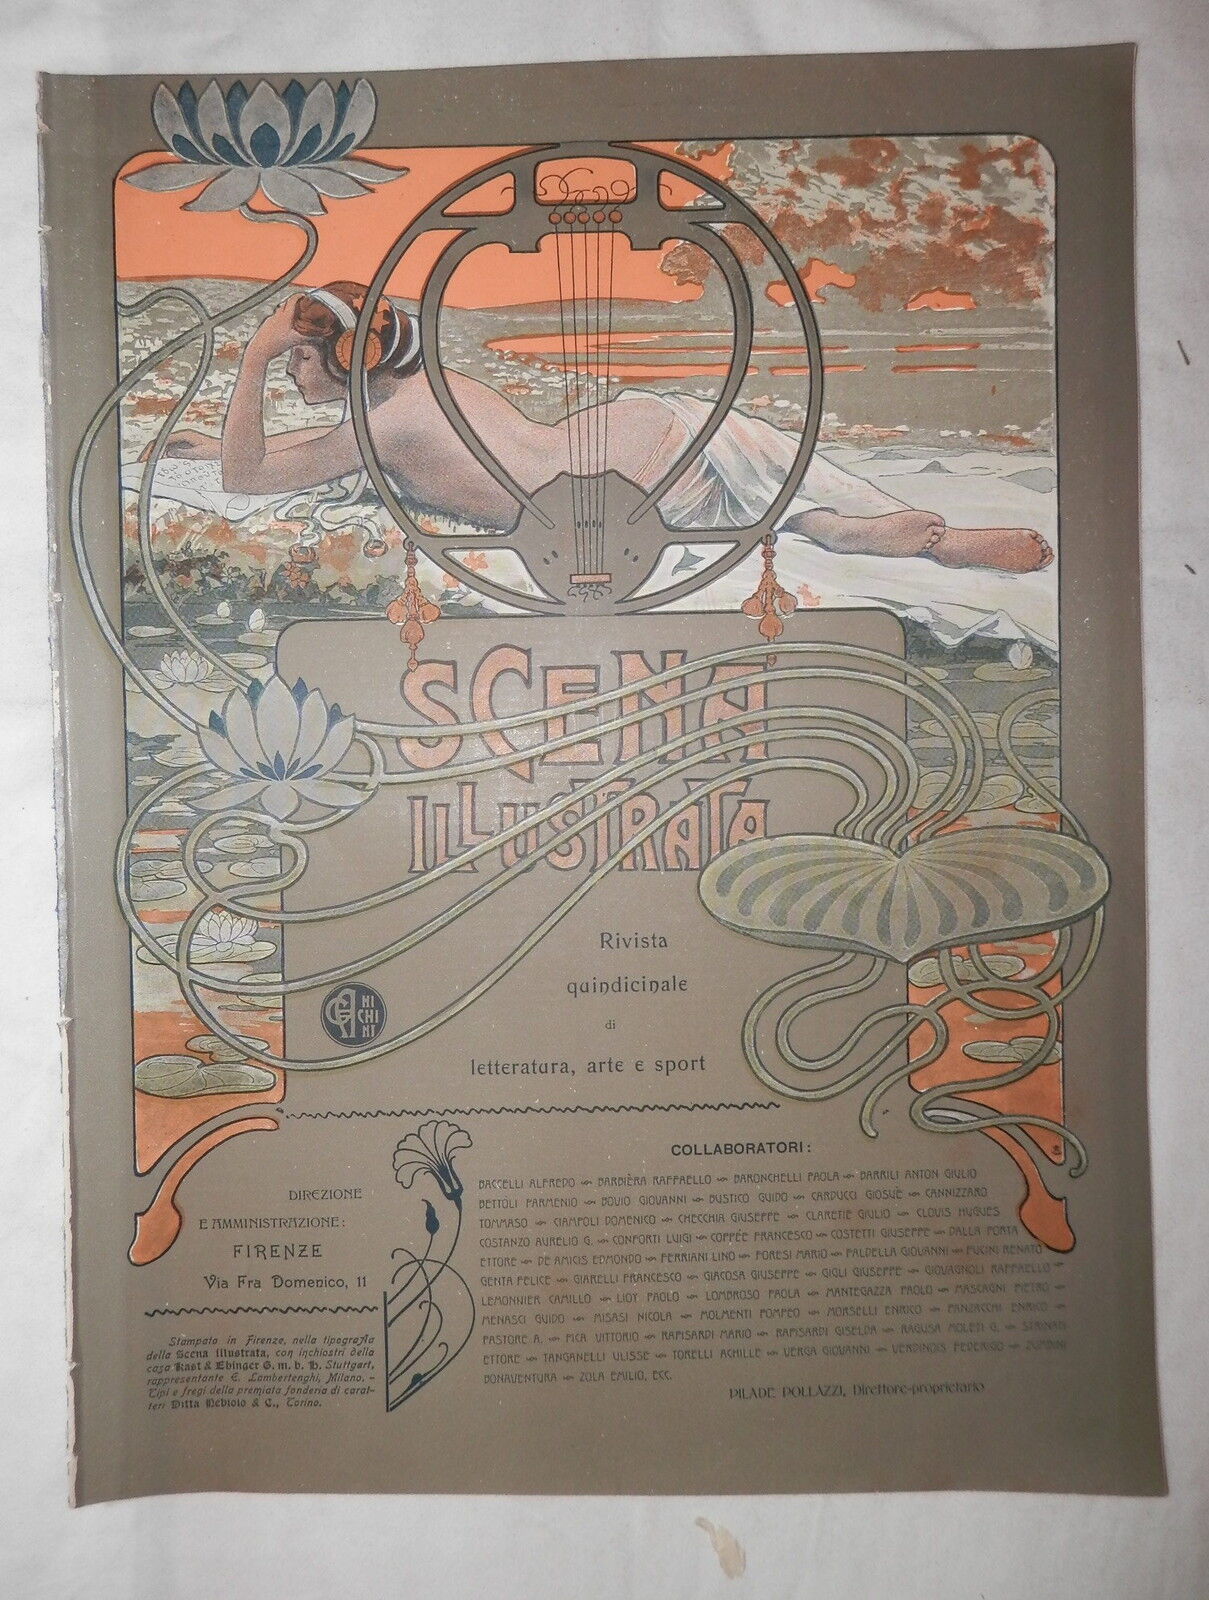 SCENA
ILLUSTRATA
Rivista
quindicinale
di
letteratura, arte e sport
CHINI
DIREZIONE
E AMMINISTRAZIONE:
FIRENZE
Via Fra Domenico, 11
Stampato in Firenze, nella tipografia
della Scena Illustrata, con inchiostri della
casa Kast & Ebinger G. m. b. H. Stuttgart,
rappresentante E. Lambertenghi, Milano. -
Tipi e fregi della premiata fonderia di carat-
teri Ditta Nebiolo & C., Torino.
COLLABORATORI:
BACCELLI ALFREDO ~ BARBIÈRA RAFFAELLO ~ BARONCHELLI PAOLA ~ BARRILI ANTON GIULIO
BETTOLI PARMENIO ~ BOVIO GIOVANNI ~ BUSTICO GUIDO ~ CARDUCCI GIOSUÈ ~ CANNIZZARO
TOMMASO ~ CIAMPOLI DOMENICO ~ CHECCHIA GIUSEPPE ~ CLARETIE GIULIO ~ CLOVIS HUGUES
COSTANZO AURELIO G. ~ CONFORTI LUIGI ~ COPPÉE FRANCESCO ~ COSTETTI GIUSEPPE ~ DALLA PORTA
ETTORE ~ DE AMICIS EDMONDO ~ FERRIANI LINO ~ FORESI MARIO ~ FALDELLA GIOVANNI ~ FUCINI RENATO
GENTA FELICE ~ GIARELLI FRANCESCO ~ GIACOSA GIUSEPPE ~ GIGLI GIUSEPPE ~ GIOVAGNOLI RAFFAELLO ~
LEMONNIER CAMILLO ~ LIOY PAOLO ~ LOMBROSO PAOLA ~ MANTEGAZZA PAOLO ~ MASCAGNI PIETRO ~
MENASCI GUIDO ~ MISASI NICOLA ~ MOLMENTI POMPEO ~ MORSELLI ENRICO ~ PANZACCHI ENRICO ~
PASTORE A. ~ PICA VITTORIO ~ RAPISARDI MARIO ~ RAPISARDI GISELDA ~ RAGUSA MOLETI G. ~ STRINATI
ETTORE ~ TANGANELLI ULISSE ~ TORELLI ACHILLE ~ VERGA GIOVANNI ~ VERDINOIS FEDERIGO ~ ZUMBINI
BONAVENTURA ~ ZOLA EMILIO, ECC.
PILADE POLLAZZI, Direttore-proprietario